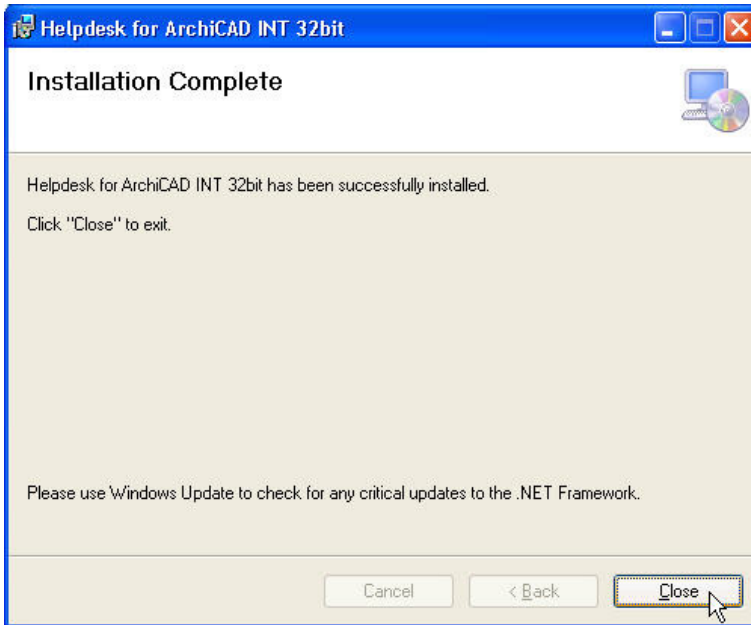 Helpdesk for ArchiCAD INT 32bit
Installation Complete
Helpdesk for ArchiCAD INT 32bit has been successfully installed.
Click "Close" to exit.
Please use Windows Update to check for any critical updates to the .NET Framework.
Cancel
< Back
Close